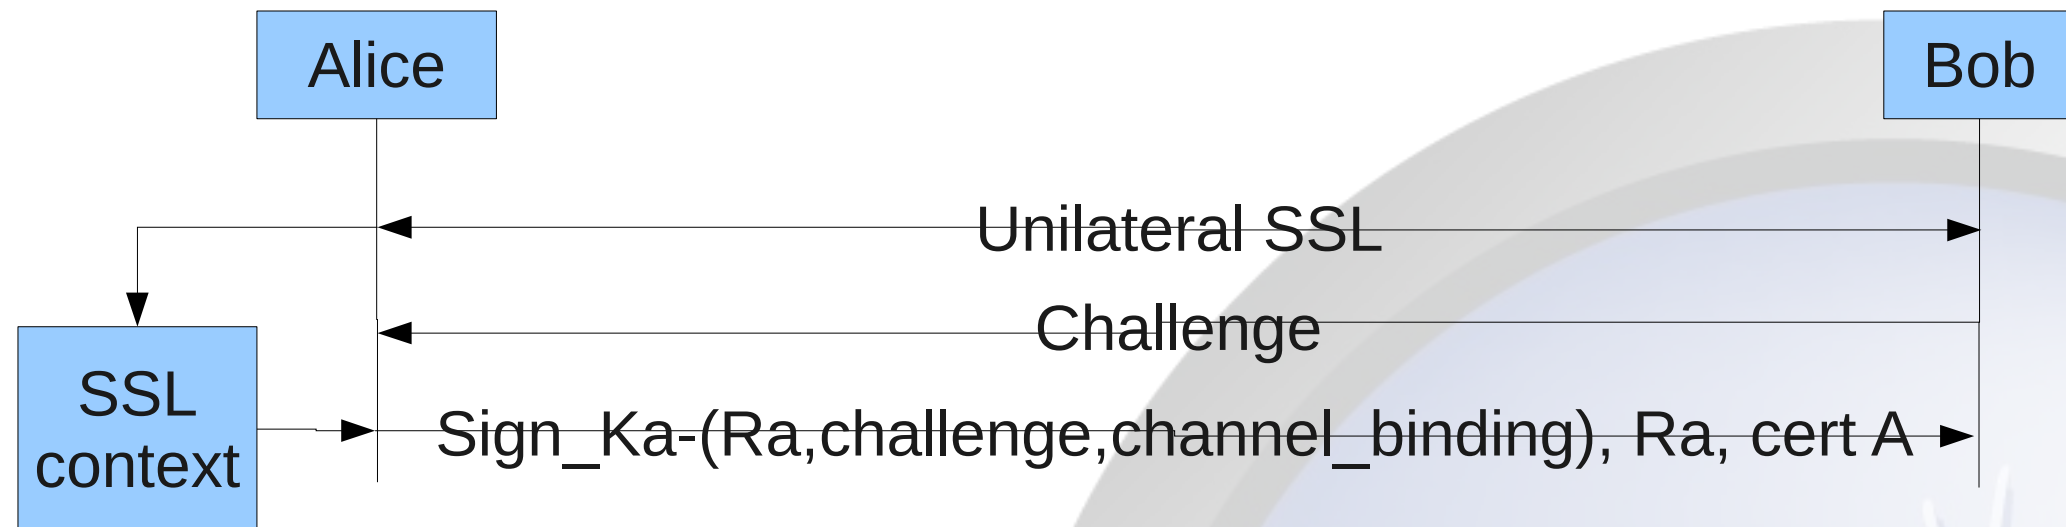 Alice
Bob
Unilateral SSL
Challenge
SSL
context
Sign_Ka-(Ra,challenge,channel_binding), Ra, cert A